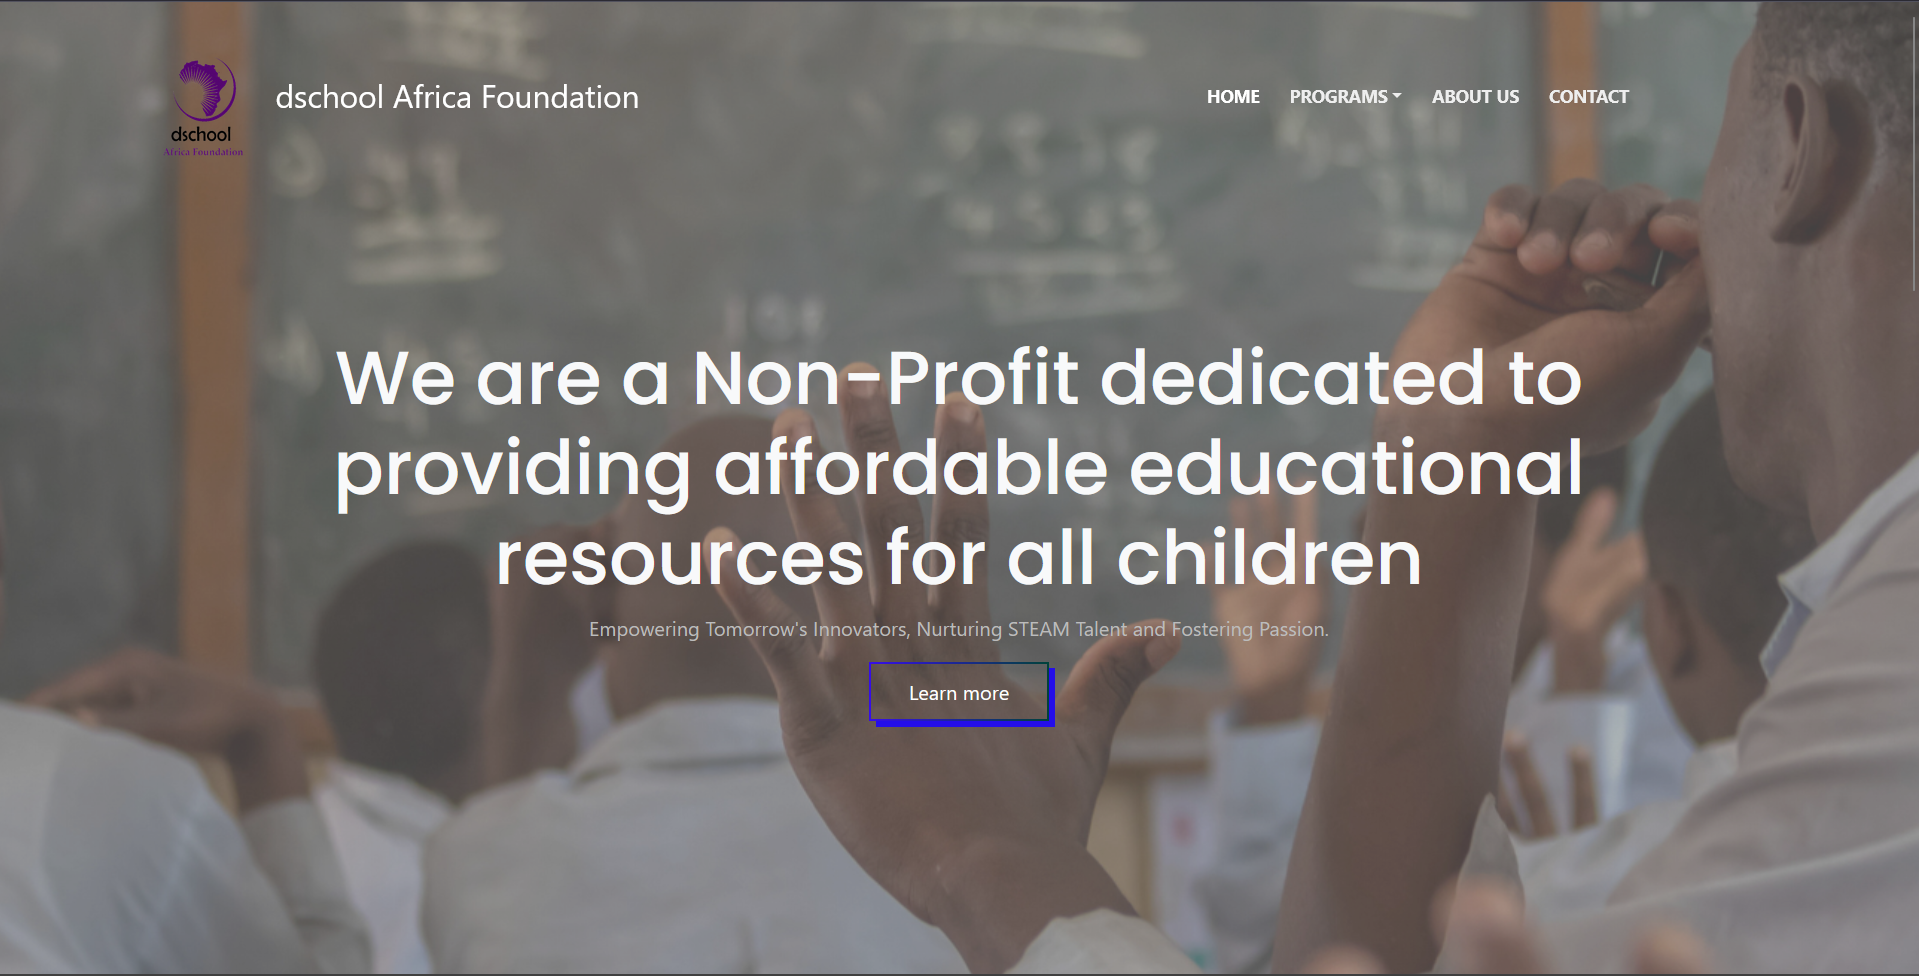 dschool
Africa Foundation
dschool Africa Foundation
HOME PROGRAMS ABOUT US CONTACT
We are a Non-Profit dedicated to
providing affordable educational
resources for all children
Empowering Tomorrow's Innovators, Nurturing STEAM Talent and Fostering Passion.
Learn more